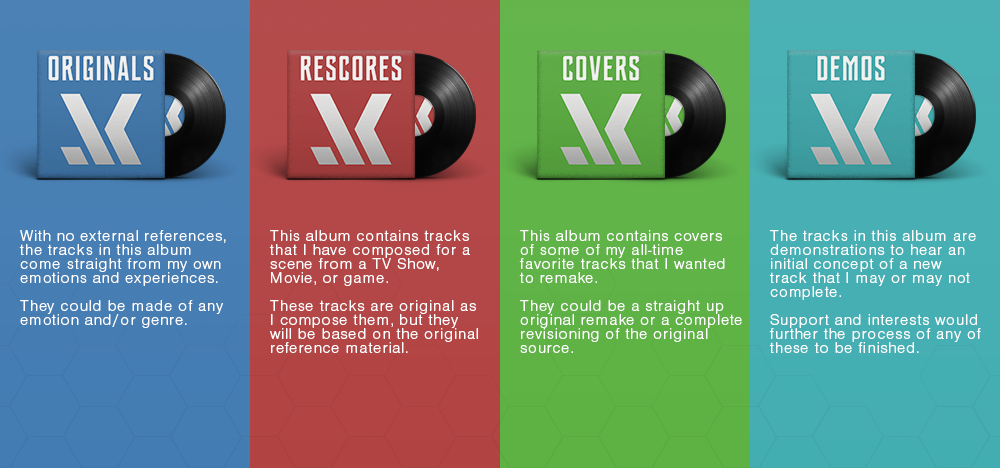 ORIGINALS
With no external references,
the tracks in this album
come straight from my own
emotions and experiences.
They could be made of any
emotion and/or genre.
RESCORES
This album contains tracks
that I have composed for a
scene from a TV Show,
Movie, or game.
These tracks are original as
I compose them, but they
will be based on the original
reference material.
COVERS
This album contains covers
of some of my all-time
favorite tracks that I wanted
to remake.
They could be a straight up
original remake or a complete
revisioning of the original
source.
DEMOS
The tracks in this album are
demonstrations to hear an
initial concept of a new
track that I may or may not
complete.
Support and interests would
further the process of any of
these to be finished.